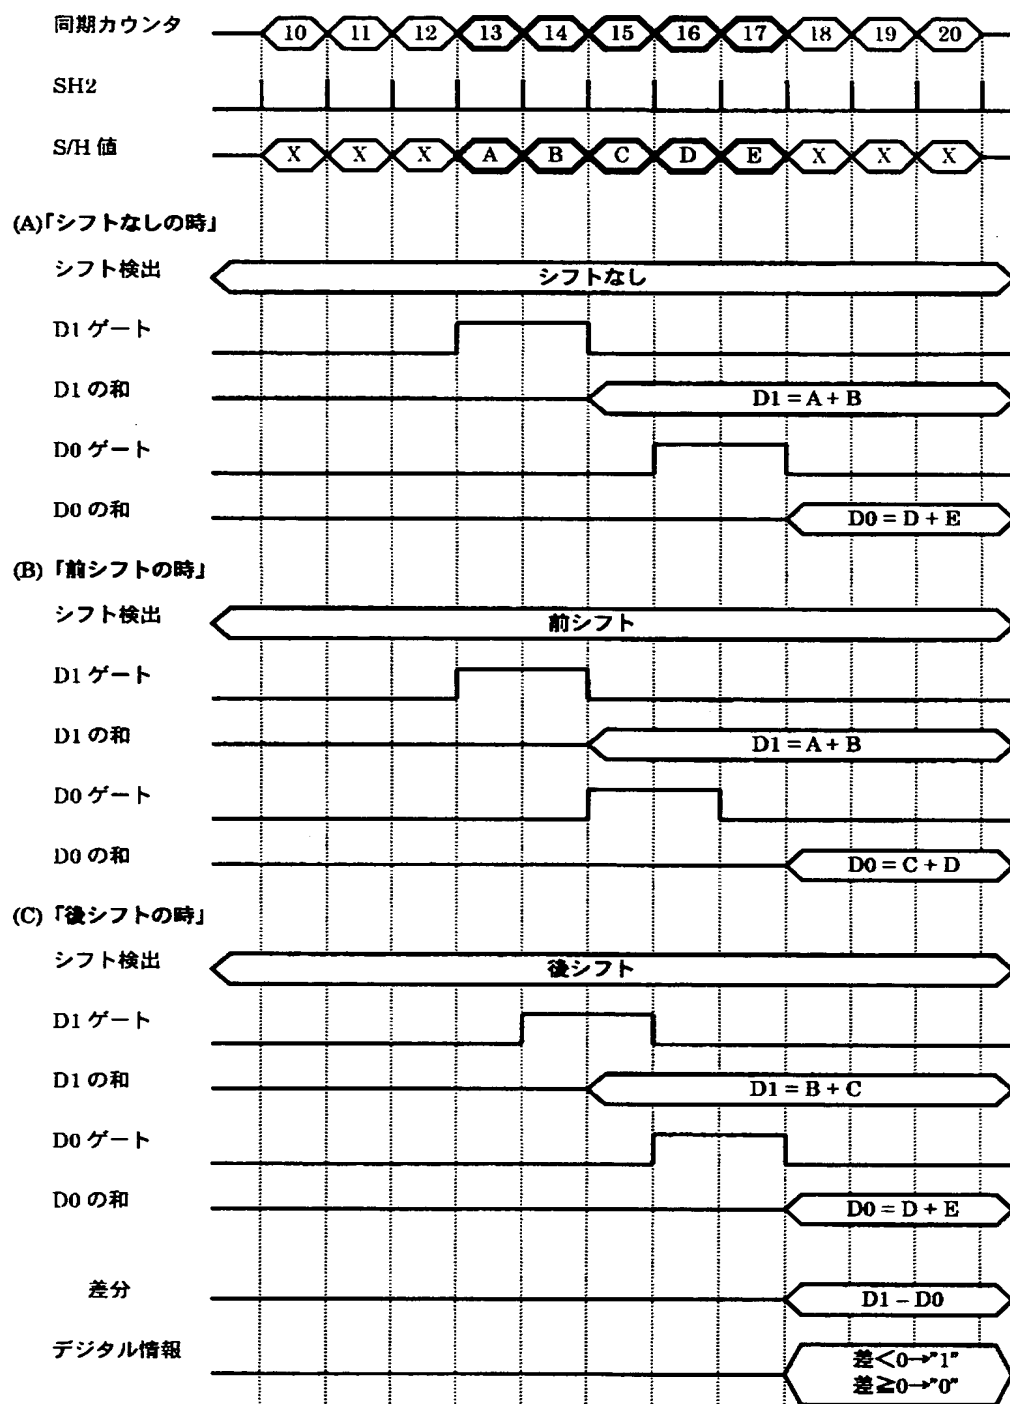 同期カウンタ 10 11 12 13 14 15 16 17 18 19 20
SH2
S/H 値 X X X A B C D E X X X
(A)「シフトなしの時」
シフト検出 シフトなし
D1 ゲート
D1 の和 D1 = A + B
D0 ゲート
D0 の和 D0 = D + E
(B)「前シフトの時」
シフト検出 前シフト
D1 ゲート
D1 の和 D1 = A + B
D0 ゲート
D0 の和 D0 = C + D
(C)「後シフトの時」
シフト検出 後シフト
D1 ゲート
D1 の和 D1 = B + C
D0 ゲート
D0 の和 D0 = D + E
差分 D1 − D0
デジタル情報 差<0→"1"
差≧0→"0"